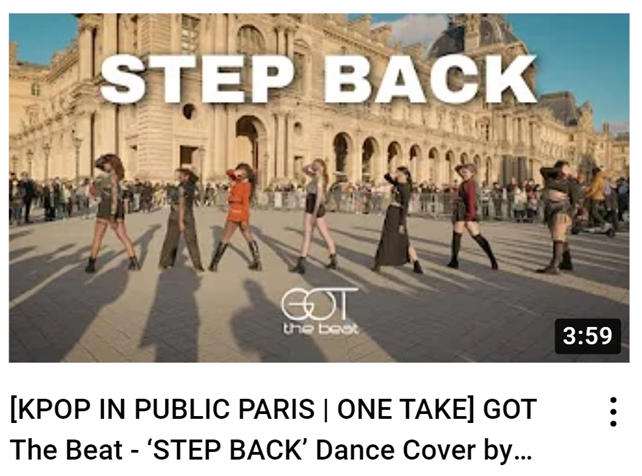 STEP BACK
GOT
the beat
3:59
[KPOP IN PUBLIC PARIS | ONE TAKE] GOT
The Beat - ‘STEP BACK’ Dance Cover by…